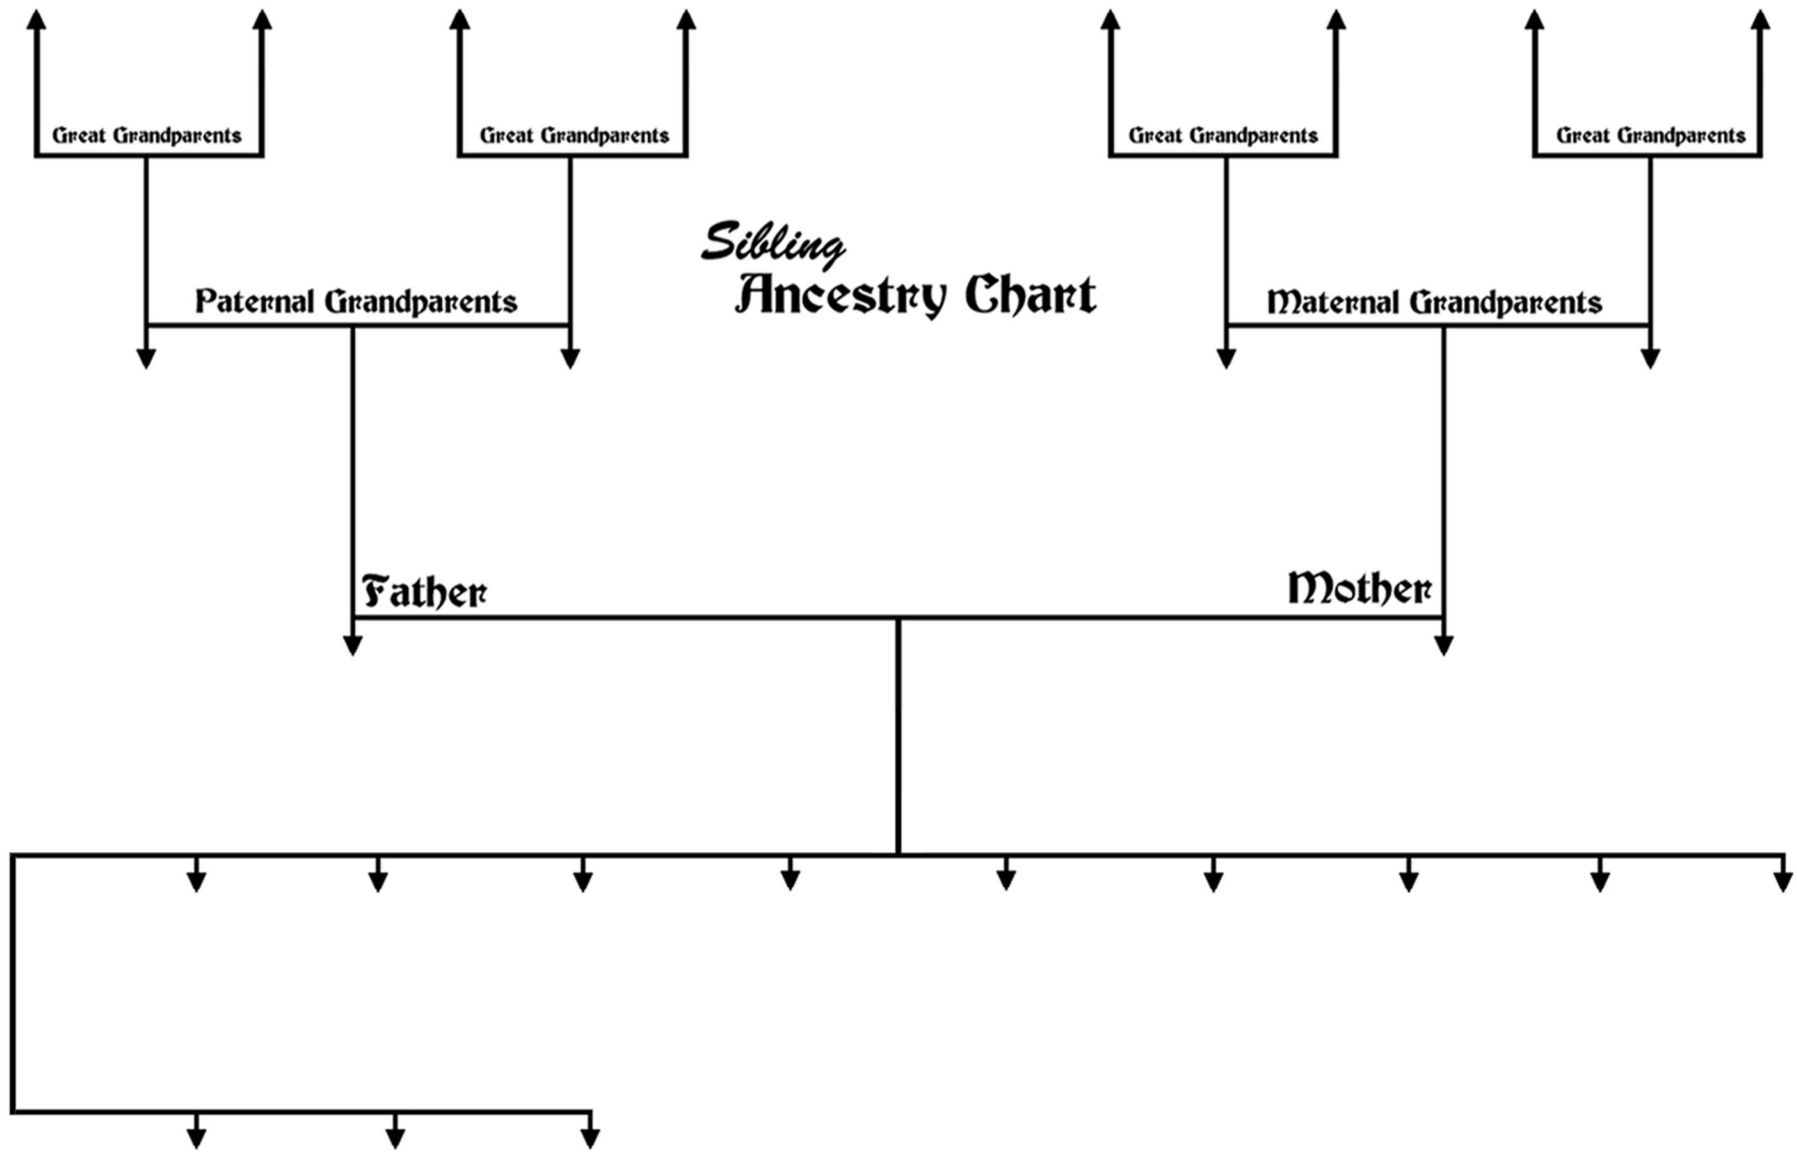 Great Grandparents
Great Grandparents
Great Grandparents
Great Grandparents
Sibling
Ancestry Chart
Paternal Grandparents
Maternal Grandparents
Father
Mother